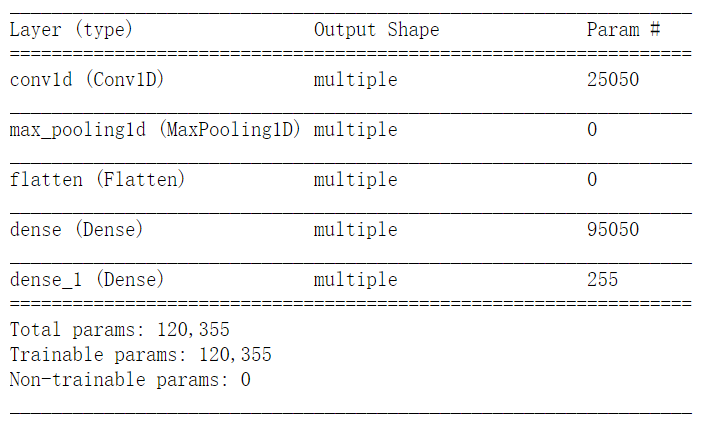 Layer (type) Output Shape Param #
=================================================================
conv1d (Conv1D) multiple 25050
_________________________________________________________________
max_pooling1d (MaxPooling1D) multiple 0
_________________________________________________________________
flatten (Flatten) multiple 0
_________________________________________________________________
dense (Dense) multiple 95050
_________________________________________________________________
dense_1 (Dense) multiple 255
=================================================================
Total params: 120,355
Trainable params: 120,355
Non-trainable params: 0
_________________________________________________________________